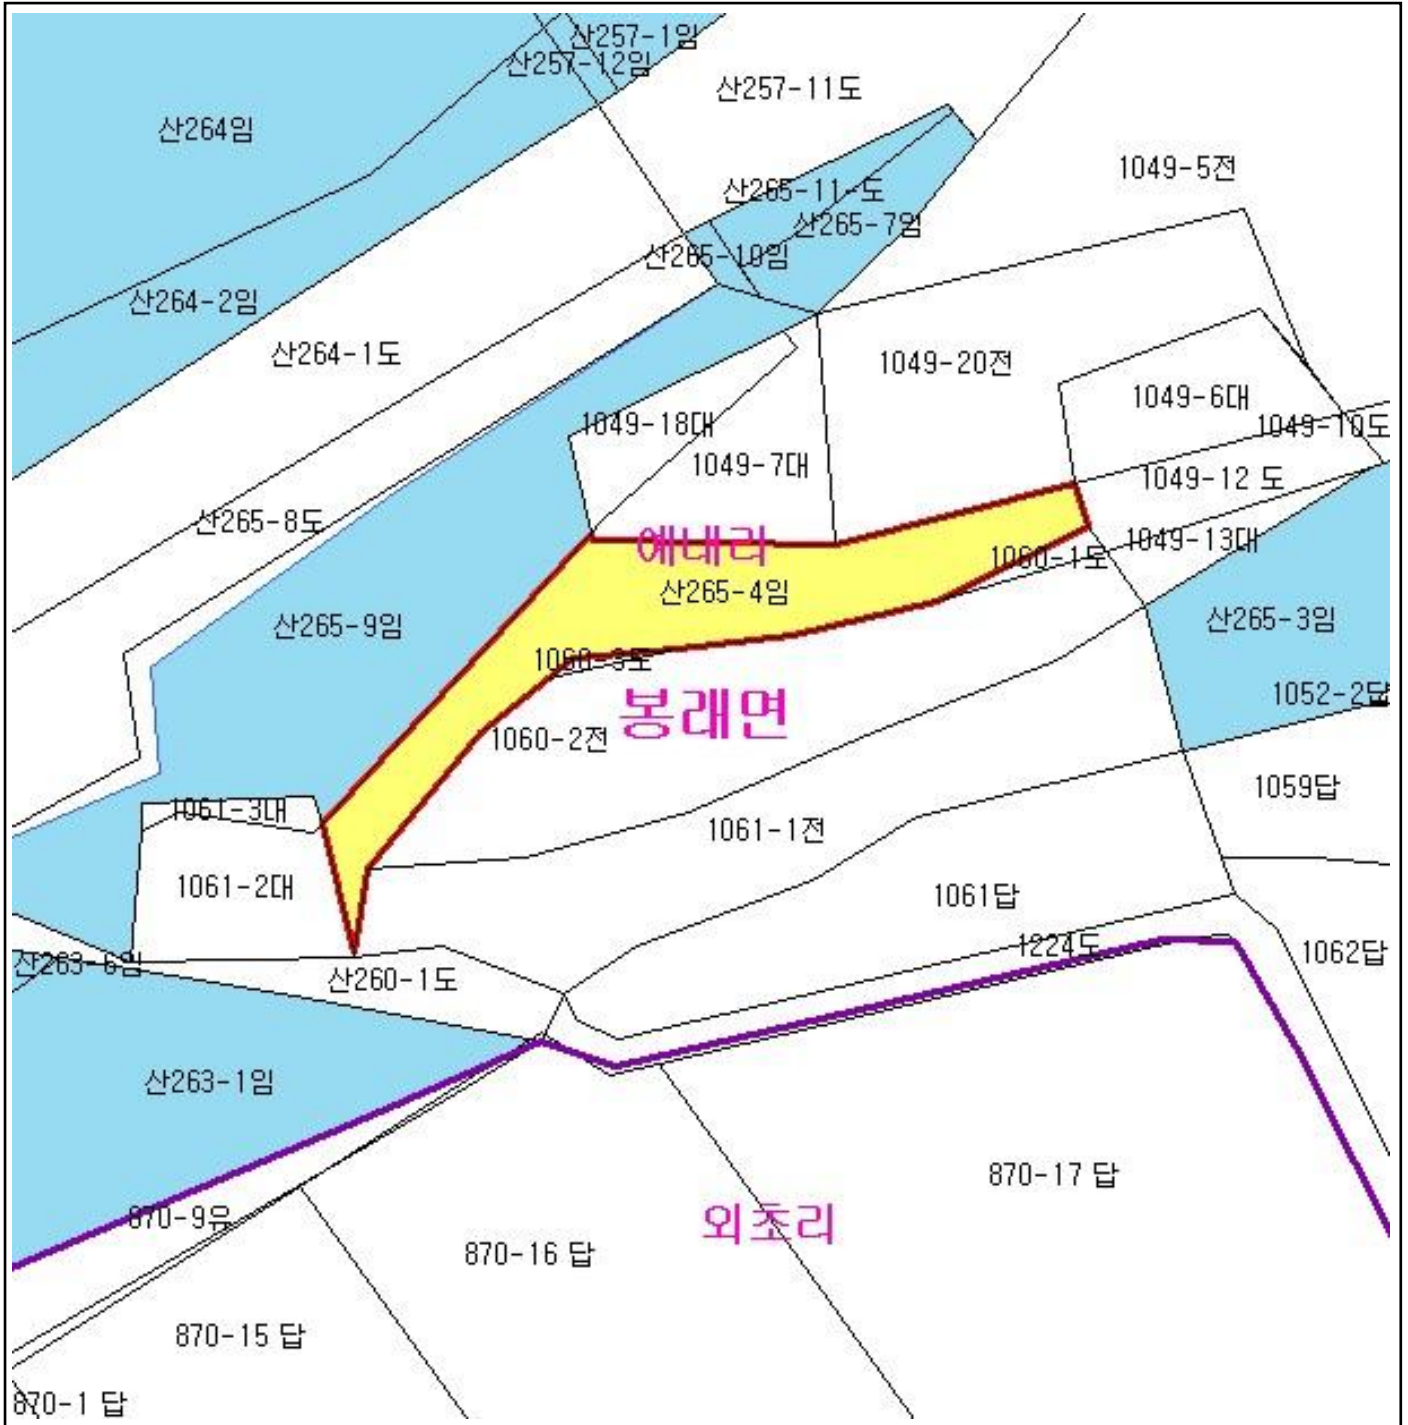 산257-1임
산257-12임
산257-11도
산264임
1049-5전
산265-11-도
산265-7임
산265-10임
산264-2임
산264-1도
1049-20전
1049-6대
1049-18대
1049-10도
1049-7대
1049-12 도
산265-8도
1049-13대
예내리
1060-1도
산265-4임
산265-9임
산265-3임
1060-3도
1052-2답
봉래면
1060-2전
1059답
1061-3대
1061-1전
1061-2대
1061답
1224도
1062답
산263-6임
산260-1도
산263-1임
870-17 답
870-9유
외초리
870-16 답
870-15 답
870-1 답